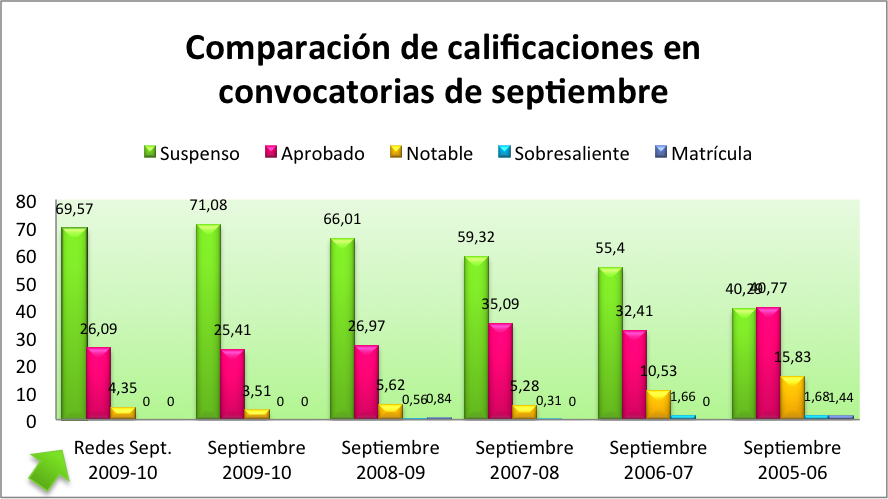 Comparación de calificaciones en
convocatorias de septiembre
Suspenso Aprobado Notable Sobresaliente Matrícula
80
70
60
50
40
30
20
10
0
69,57 26,09 4,35 0 0
71,08 25,41 3,51 0 0
66,01 26,97 5,62 0,56 0,84
59,32 35,09 5,28 0,31 0
55,4 32,41 10,53 1,66 0
40,77 15,83 1,68 1,44
Redes Sept. Septiembre Septiembre Septiembre Septiembre Septiembre
2009-10 2009-10 2008-09 2007-08 2006-07 2005-06